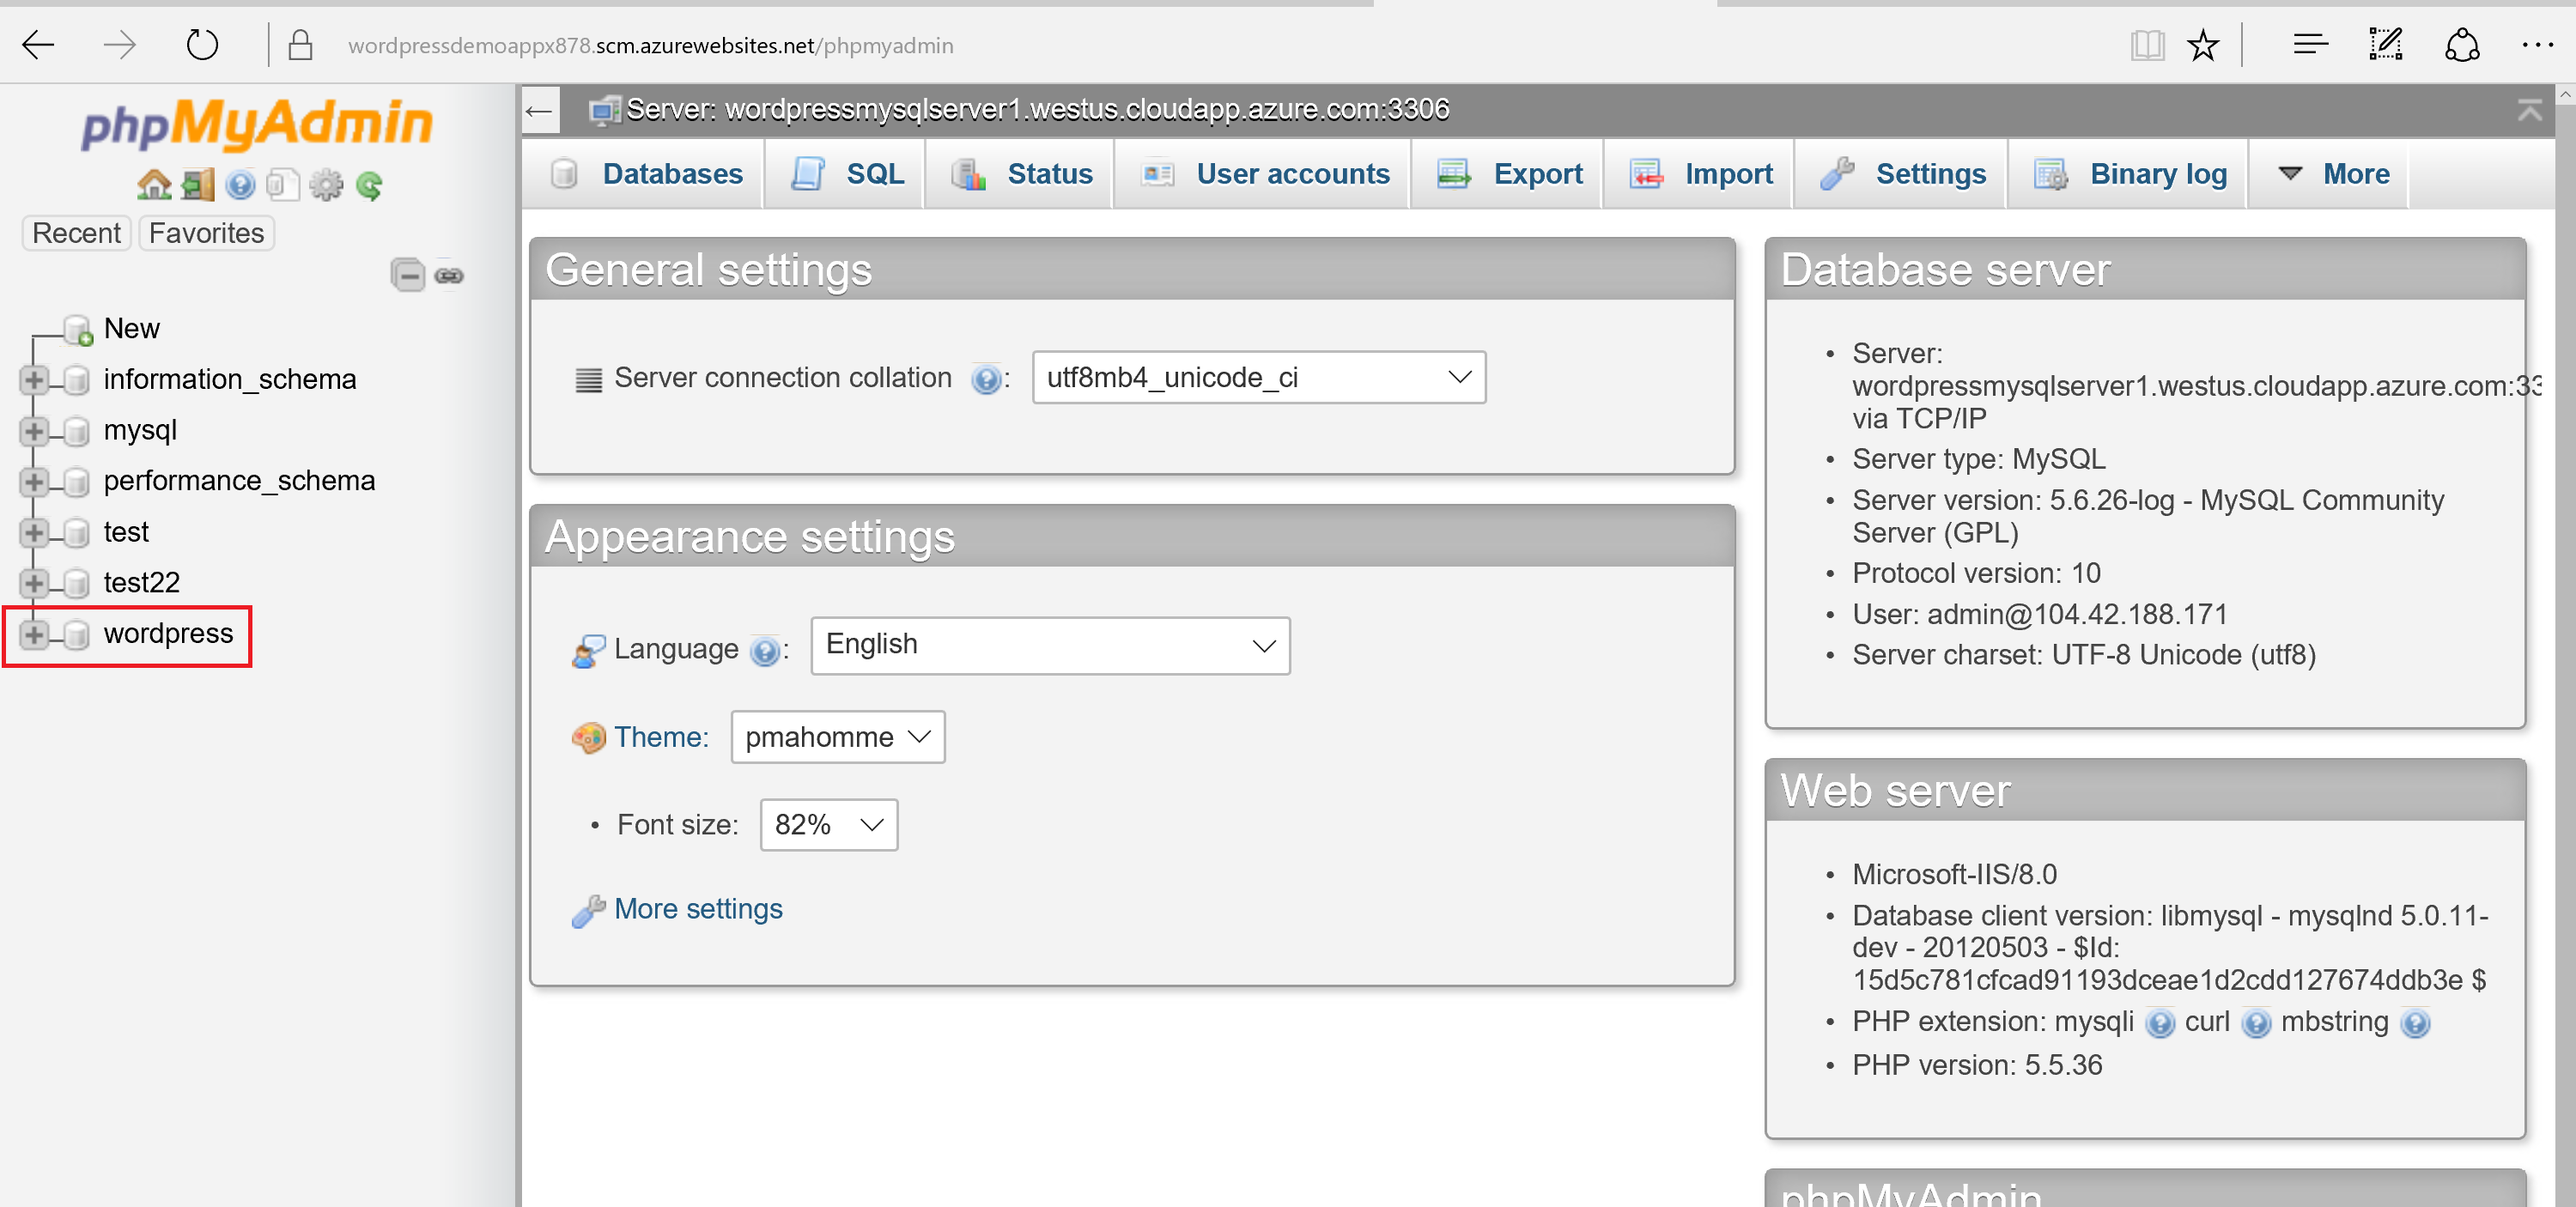 wordpressdemoappx878.scm.azurewebsites.net/phpmyadmin
phpMyAdmin
Recent Favorites
New
information_schema
mysql
performance_schema
test
test22
wordpress
Server: wordpressmysqlserver1.westus.cloudapp.azure.com:3306
Databases SQL Status User accounts Export Import Settings Binary log More
General settings
Server connection collation : utf8mb4_unicode_ci
Appearance settings
Language : English
Theme: pmahomme
• Font size: 82%
More settings
Database server
• Server:
wordpressmysqlserver1.westus.cloudapp.azure.com:33
via TCP/IP
• Server type: MySQL
• Server version: 5.6.26-log - MySQL Community
Server (GPL)
• Protocol version: 10
• User: admin@104.42.188.171
• Server charset: UTF-8 Unicode (utf8)
Web server
• Microsoft-IIS/8.0
• Database client version: libmysql - mysqlnd 5.0.11-
dev - 20120503 - $Id:
15d5c781cfcad91193dceae1d2cdd127674ddb3e $
• PHP extension: mysqli curl mbstring
• PHP version: 5.5.36
phpMyAdmin